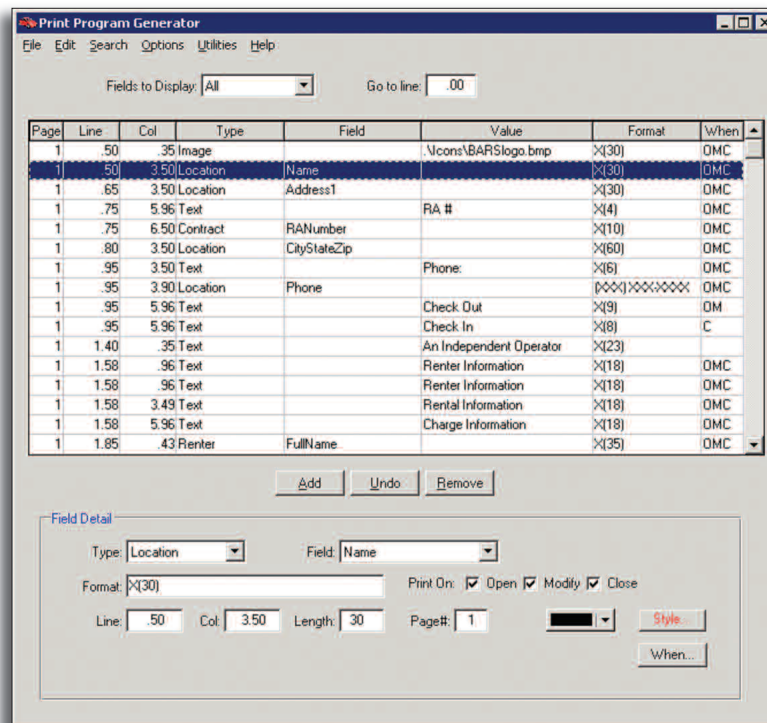 Print Program Generator
File Edit Search Options Utilities Help
Fields to Display: All Go to line: .00
Page Line Col Type Field Value Format When
1 .50 .35 Image .\Icons\BARSlogo.bmp X(30) OMC
1 .50 3.50 Location Name X(30) OMC
1 .65 3.50 Location Address1 X(30) OMC
1 .75 5.96 Text RA # X(4) OMC
1 .75 6.50 Contract RANumber X(10) OMC
1 .80 3.50 Location CityStateZip X(60) OMC
1 .95 3.50 Text Phone: X(6) OMC
1 .95 3.90 Location Phone (XXX) XXX-XXXX OMC
1 .95 5.96 Text Check Out X(9) OM
1 .95 5.96 Text Check In X(8) C
1 1.40 .35 Text An Independent Operator X(23)
1 1.58 .96 Text Renter Information X(18) OMC
1 1.58 .96 Text Renter Information X(18) OMC
1 1.58 3.49 Text Rental Information X(18) OMC
1 1.58 5.96 Text Charge Information X(18) OMC
1 1.85 .43 Renter FullName X(35) OMC
Add Undo Remove
Field Detail
Type: Location Field: Name
Format: X(30) Print On: Open Modify Close
Line: .50 Col: 3.50 Length: 30 Page#: 1 Style...
When...